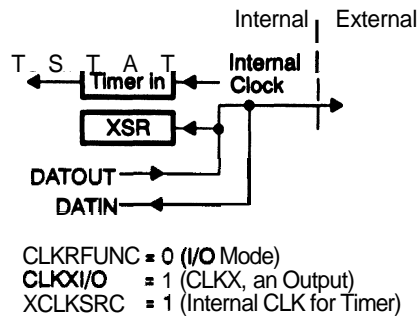 Internal | External
T S T A T
Timer in
Internal
Clock
XSR
DATOUT
DATIN
CLKRFUNC = 0 (I/O Mode)
CLKXI/O = 1 (CLKX, an Output)
XCLKSRC = 1 (Internal CLK for Timer)